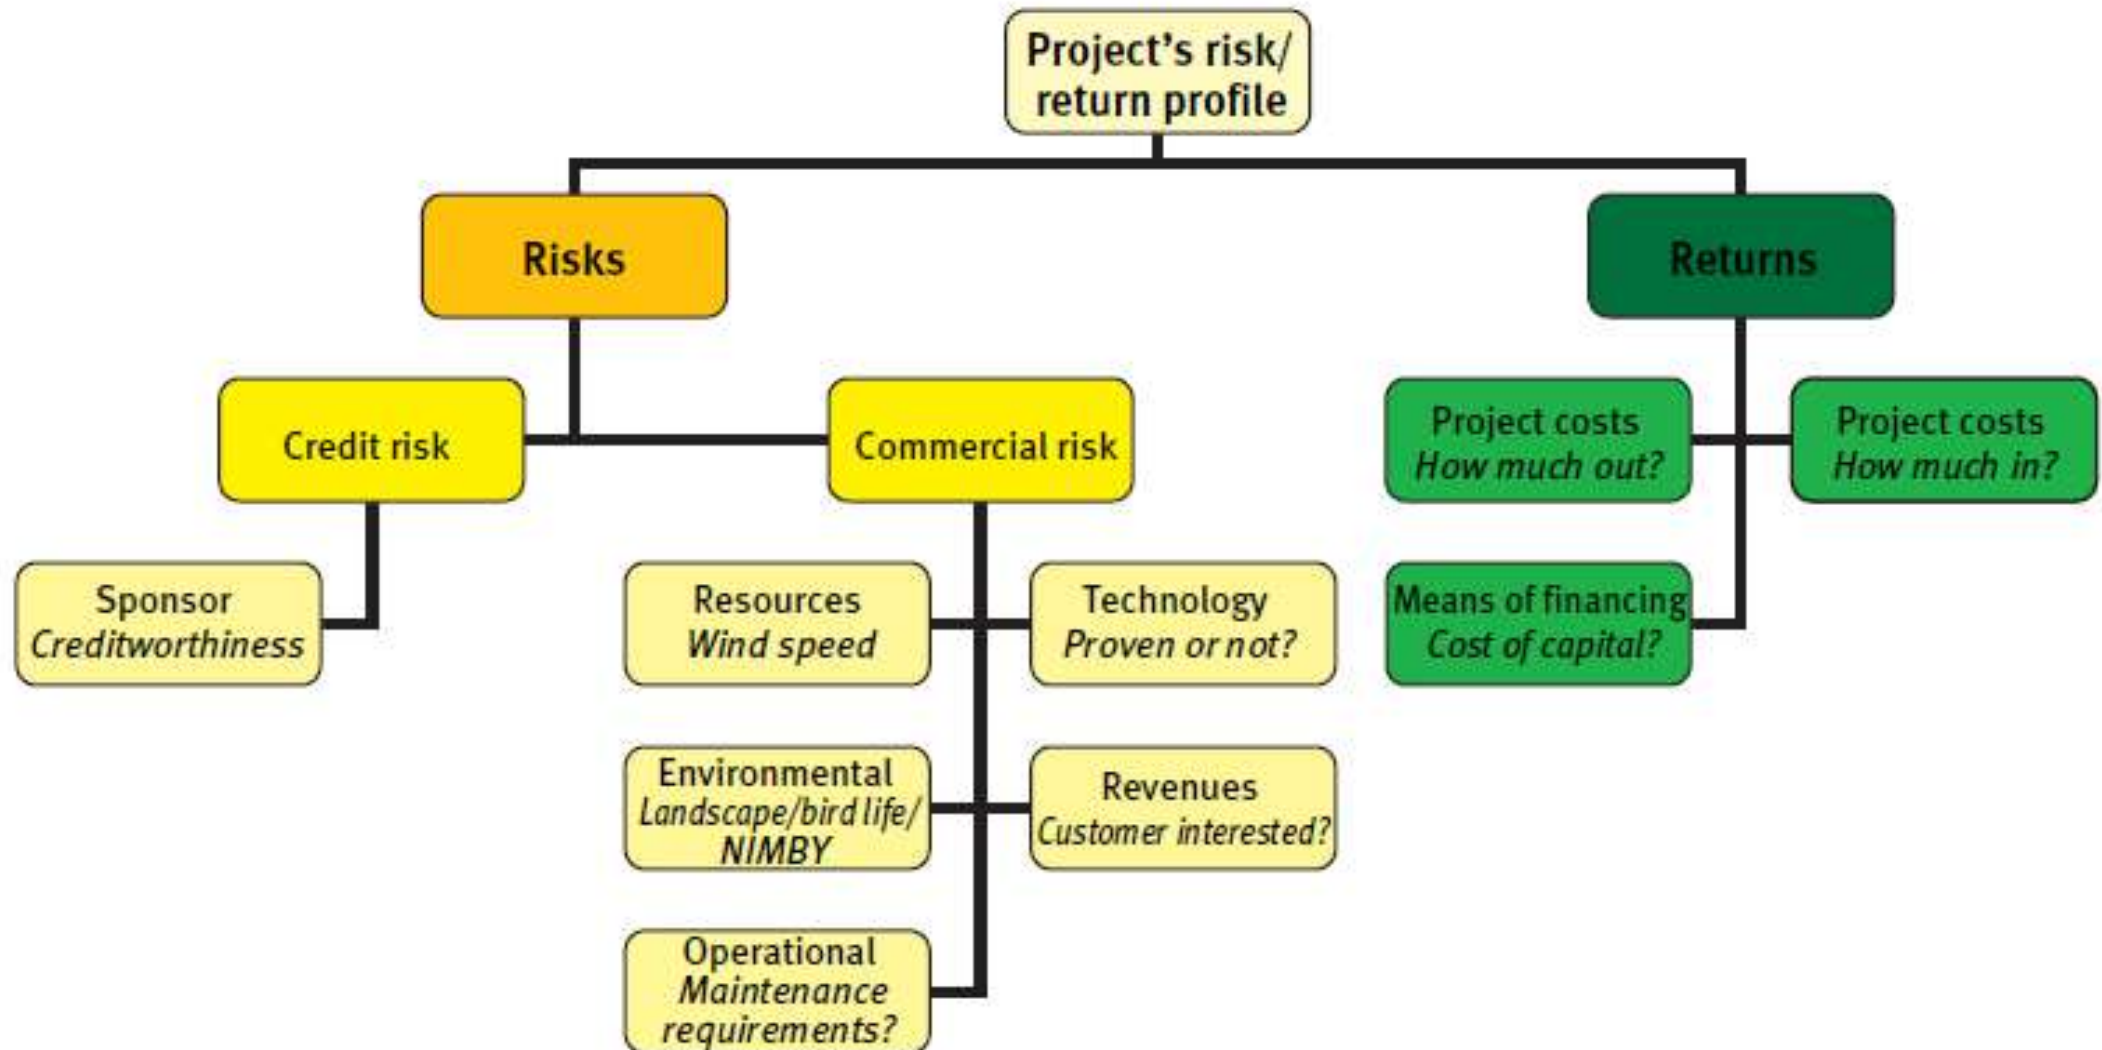 Project's risk/
return profile
Risks
Returns
Credit risk
Commercial risk
Project costs
How much out?
Project costs
How much in?
Sponsor
Creditworthiness
Resources
Wind speed
Technology
Proven or not?
Means of financing
Cost of capital?
Environmental
Landscape/bird life/
NIMBY
Revenues
Customer interested?
Operational
Maintenance
requirements?